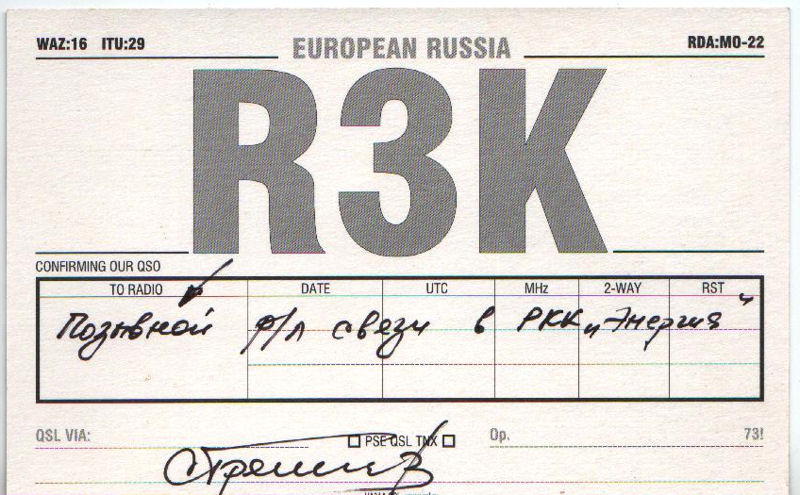 WAZ:16 ITU:29 EUROPEAN RUSSIA RDA:MO-22
R3K
CONFIRMING OUR QSO
TO RADIO DATE UTC MHz 2-WAY RST
Позывной р/л связи в РКК „Энергия"
QSL VIA: PSE QSL TNX Op. 73!